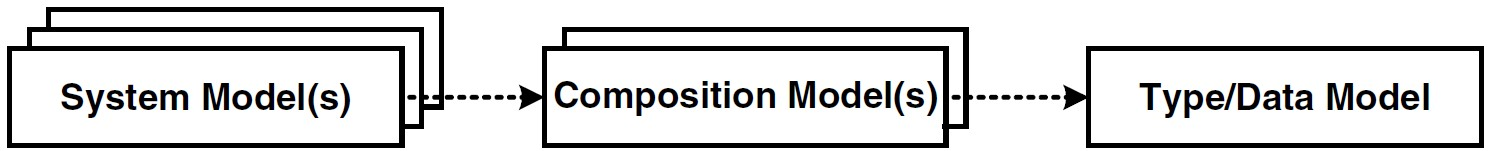 System Model(s)
Composition Model(s)
Type/Data Model